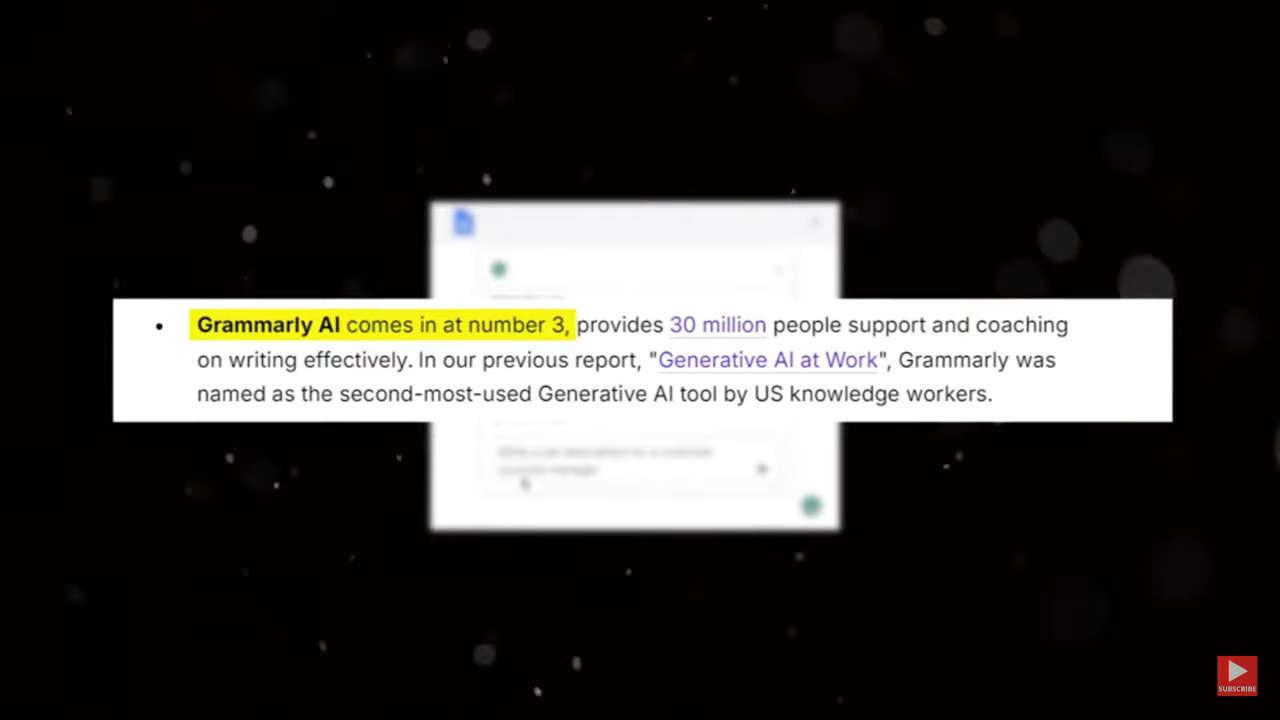 • Grammarly AI comes in at number 3, provides 30 million people support and coaching
on writing effectively. In our previous report, "Generative AI at Work", Grammarly was
named as the second-most-used Generative AI tool by US knowledge workers.
SUBSCRIBE